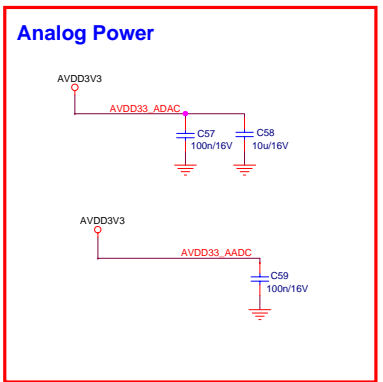 Analog Power
AVDD3V3
AVDD33_ADAC
C57
100n/16V
C58
10u/16V
AVDD3V3
AVDD33_AADC
C59
100n/16V